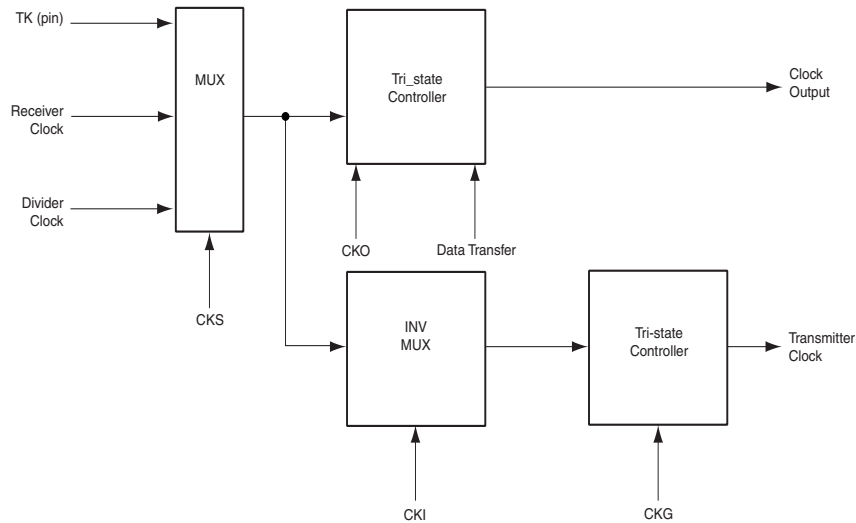 TK (pin)
MUX
Tri_state
Controller
Clock
Output
Receiver
Clock
Divider
Clock
CKO
Data Transfer
CKS
INV
MUX
Tri-state
Controller
Transmitter
Clock
CKI
CKG